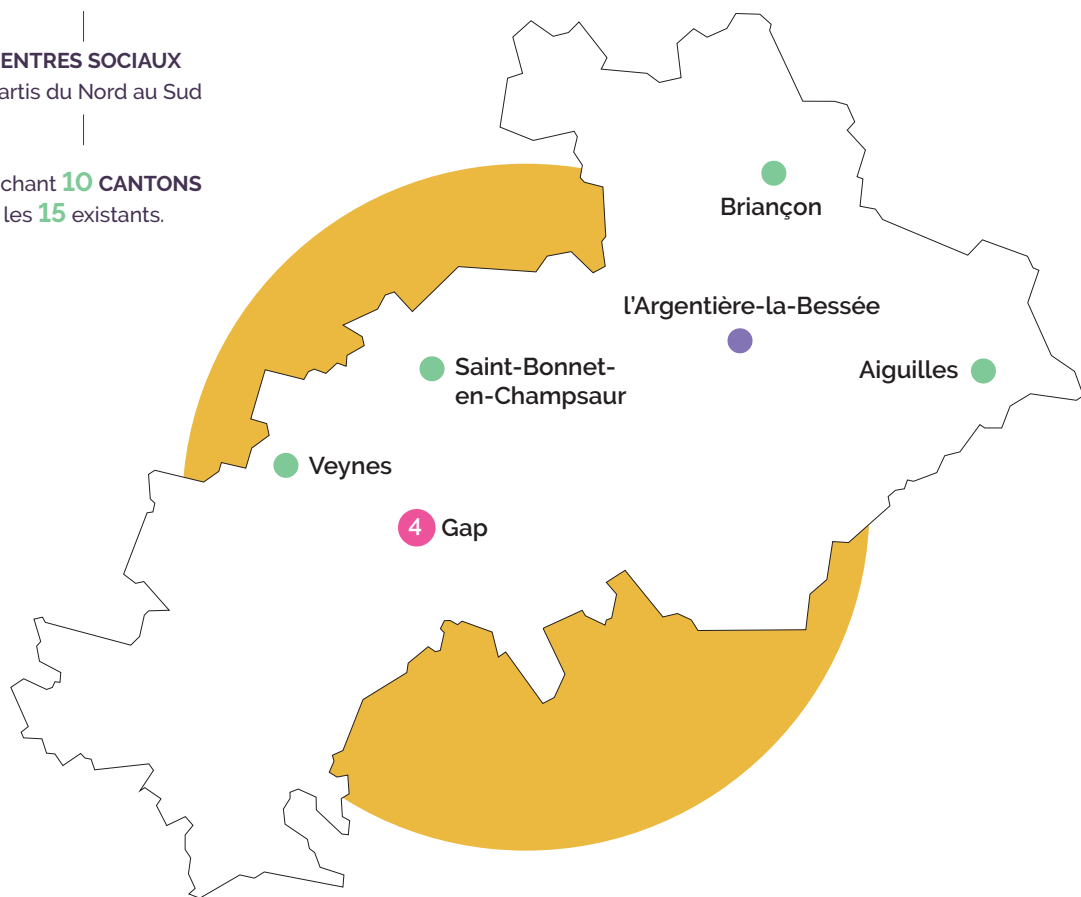 ENTRES SOCIAUX
artis du Nord au Sud
chant 10 CANTONS
les 15 existants.
Briançon
l'Argentière-la-Bessée
Saint-Bonnet-
en-Champsaur
Aiguilles
Veynes
4 Gap